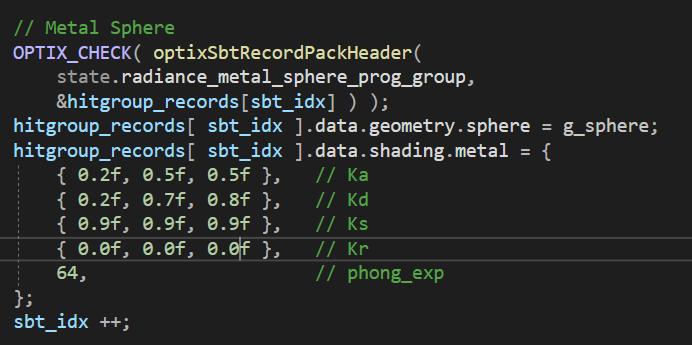 // Metal Sphere
OPTIX_CHECK( optixSbtRecordPackHeader(
    state.radiance_metal_sphere_prog_group,
    &hitgroup_records[sbt_idx] ) );
hitgroup_records[ sbt_idx ].data.geometry.sphere = g_sphere;
hitgroup_records[ sbt_idx ].data.shading.metal = {
    { 0.2f, 0.5f, 0.5f },   // Ka
    { 0.2f, 0.7f, 0.8f },   // Kd
    { 0.9f, 0.9f, 0.9f },   // Ks
    { 0.0f, 0.0f, 0.0f },   // Kr
    64,                     // phong_exp
};
sbt_idx ++;